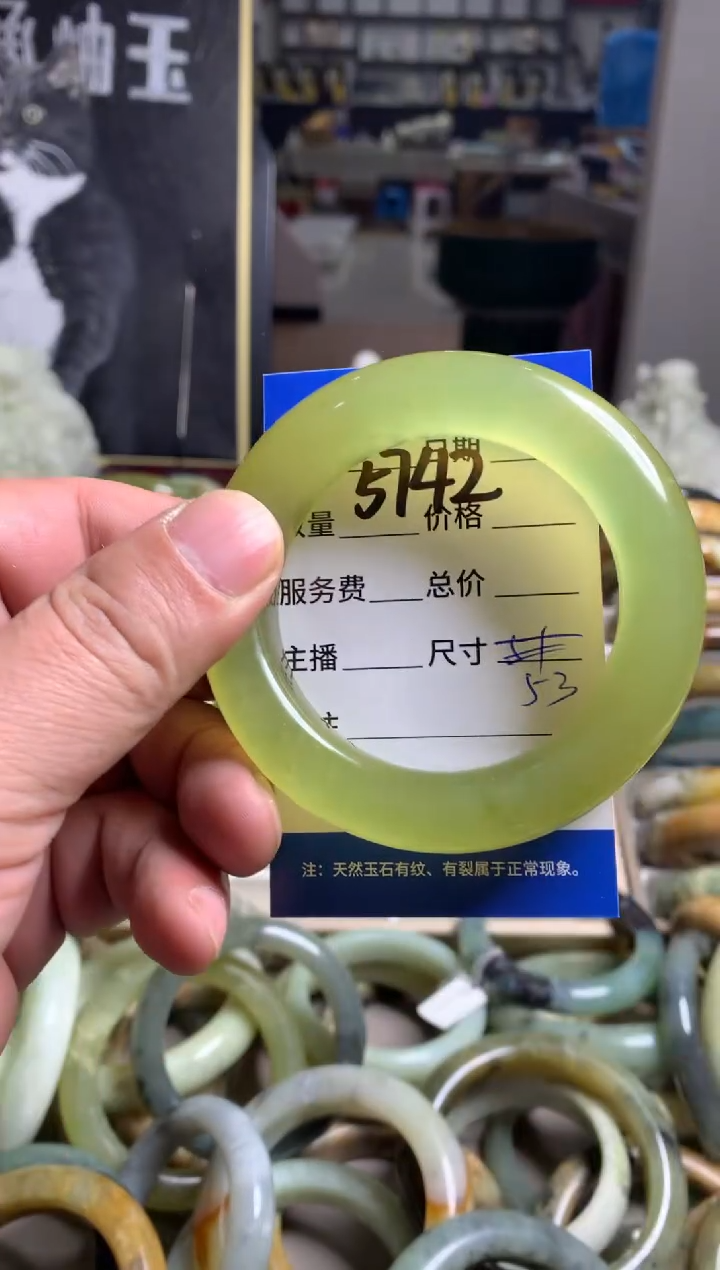 岫玉
日期
5742
量 价格
服务费 总价
主播 尺寸
53
注：天然玉石有纹、有裂属于正常现象。